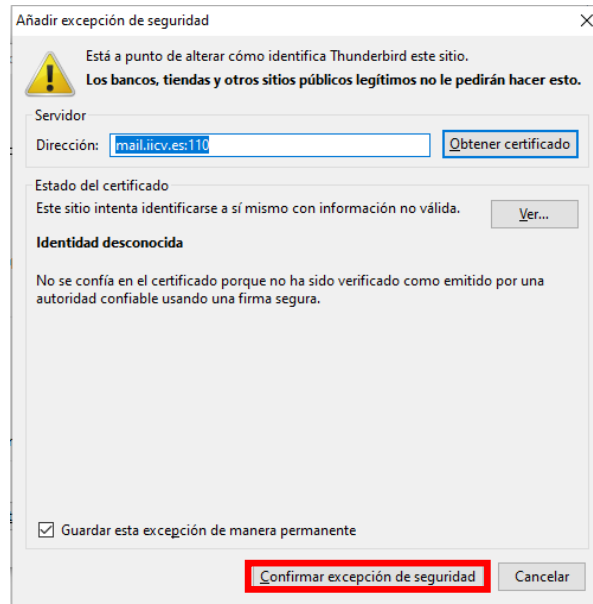 Añadir excepción de seguridad
Está a punto de alterar cómo identifica Thunderbird este sitio.
Los bancos, tiendas y otros sitios públicos legítimos no le pedirán hacer esto.
Servidor
Dirección: mail.iicv.es:110 Obtener certificado
Estado del certificado
Este sitio intenta identificarse a sí mismo con información no válida. Ver...
Identidad desconocida
No se confía en el certificado porque no ha sido verificado como emitido por una
autoridad confiable usando una firma segura.
Guardar esta excepción de manera permanente
Confirmar excepción de seguridad Cancelar